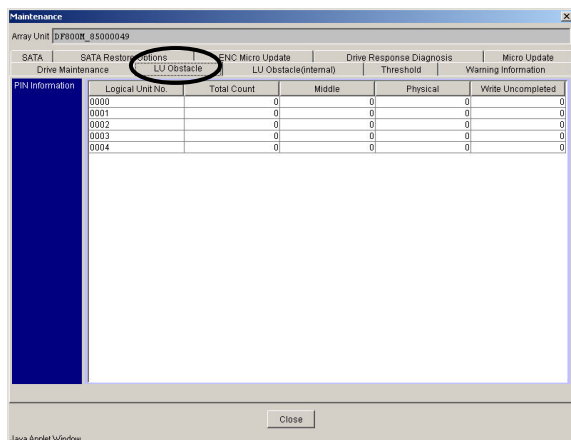 Maintenance
Array Unit DF800M_85000049
SATA SATA Restore Options ENC Micro Update Drive Response Diagnosis Micro Update
Drive Maintenance LU Obstacle LU Obstacle(internal) Threshold Warning Information
PIN Information
Logical Unit No. Total Count Middle Physical Write Uncompleted
0000 0 0 0 0
0001 0 0 0 0
0002 0 0 0 0
0003 0 0 0 0
0004 0 0 0 0
Close
Java Applet Window